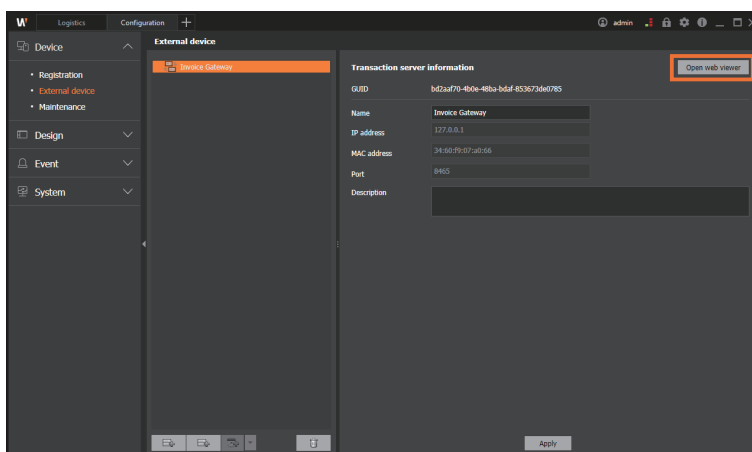 W Logistics Configuration admin
Device
External device
• Registration
• External device
• Maintenance
Design
Event
System
Invoice Gateway
Transaction server information
Open web viewer
GUID bd2aaf70-4b0e-48ba-bdaf-853673de0785
Name Invoice Gateway
IP address 127.0.0.1
MAC address 34:60:f9:07:a0:66
Port 8465
Description
Apply